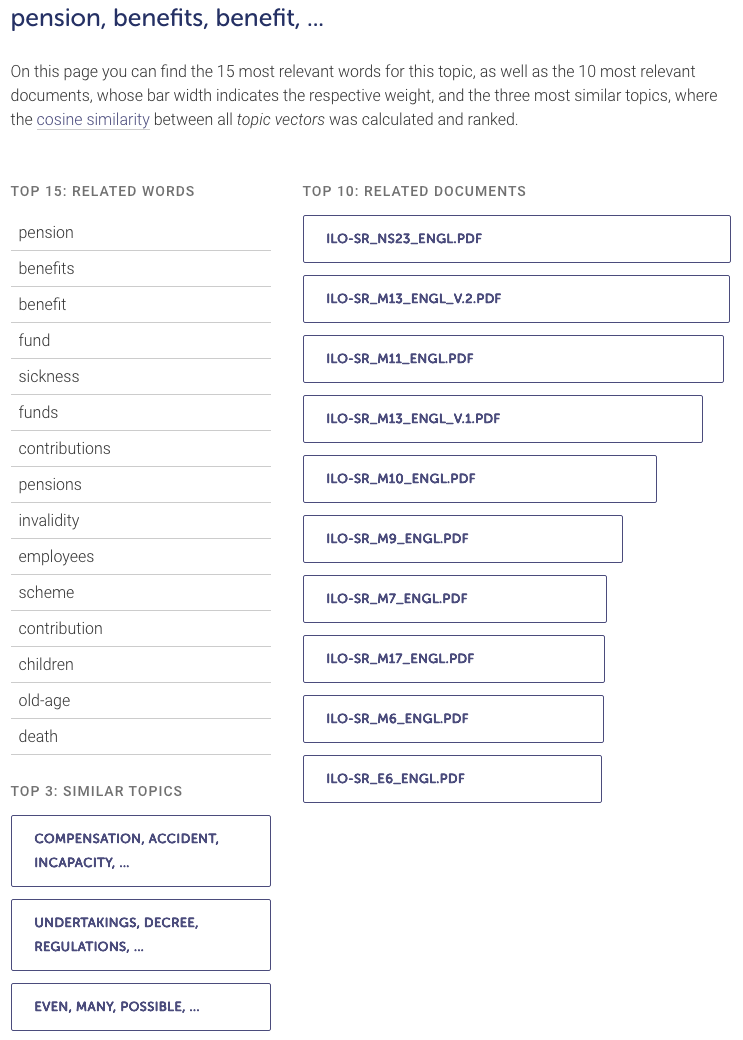 pension, benefits, benefit, ...
On this page you can find the 15 most relevant words for this topic, as well as the 10 most relevant
documents, whose bar width indicates the respective weight, and the three most similar topics, where
the cosine similarity between all topic vectors was calculated and ranked.
TOP 15: RELATED WORDS
pension
benefits
benefit
fund
sickness
funds
contributions
pensions
invalidity
employees
scheme
contribution
children
old-age
death
TOP 3: SIMILAR TOPICS
COMPENSATION, ACCIDENT,
INCAPACITY, ...
UNDERTAKINGS, DECREE,
REGULATIONS, ...
EVEN, MANY, POSSIBLE, ...
TOP 10: RELATED DOCUMENTS
ILO-SR_NS23_ENGL.PDF
ILO-SR_M13_ENGL_V.2.PDF
ILO-SR_M11_ENGL.PDF
ILO-SR_M13_ENGL_V.1.PDF
ILO-SR_M10_ENGL.PDF
ILO-SR_M9_ENGL.PDF
ILO-SR_M7_ENGL.PDF
ILO-SR_M17_ENGL.PDF
ILO-SR_M6_ENGL.PDF
ILO-SR_E6_ENGL.PDF